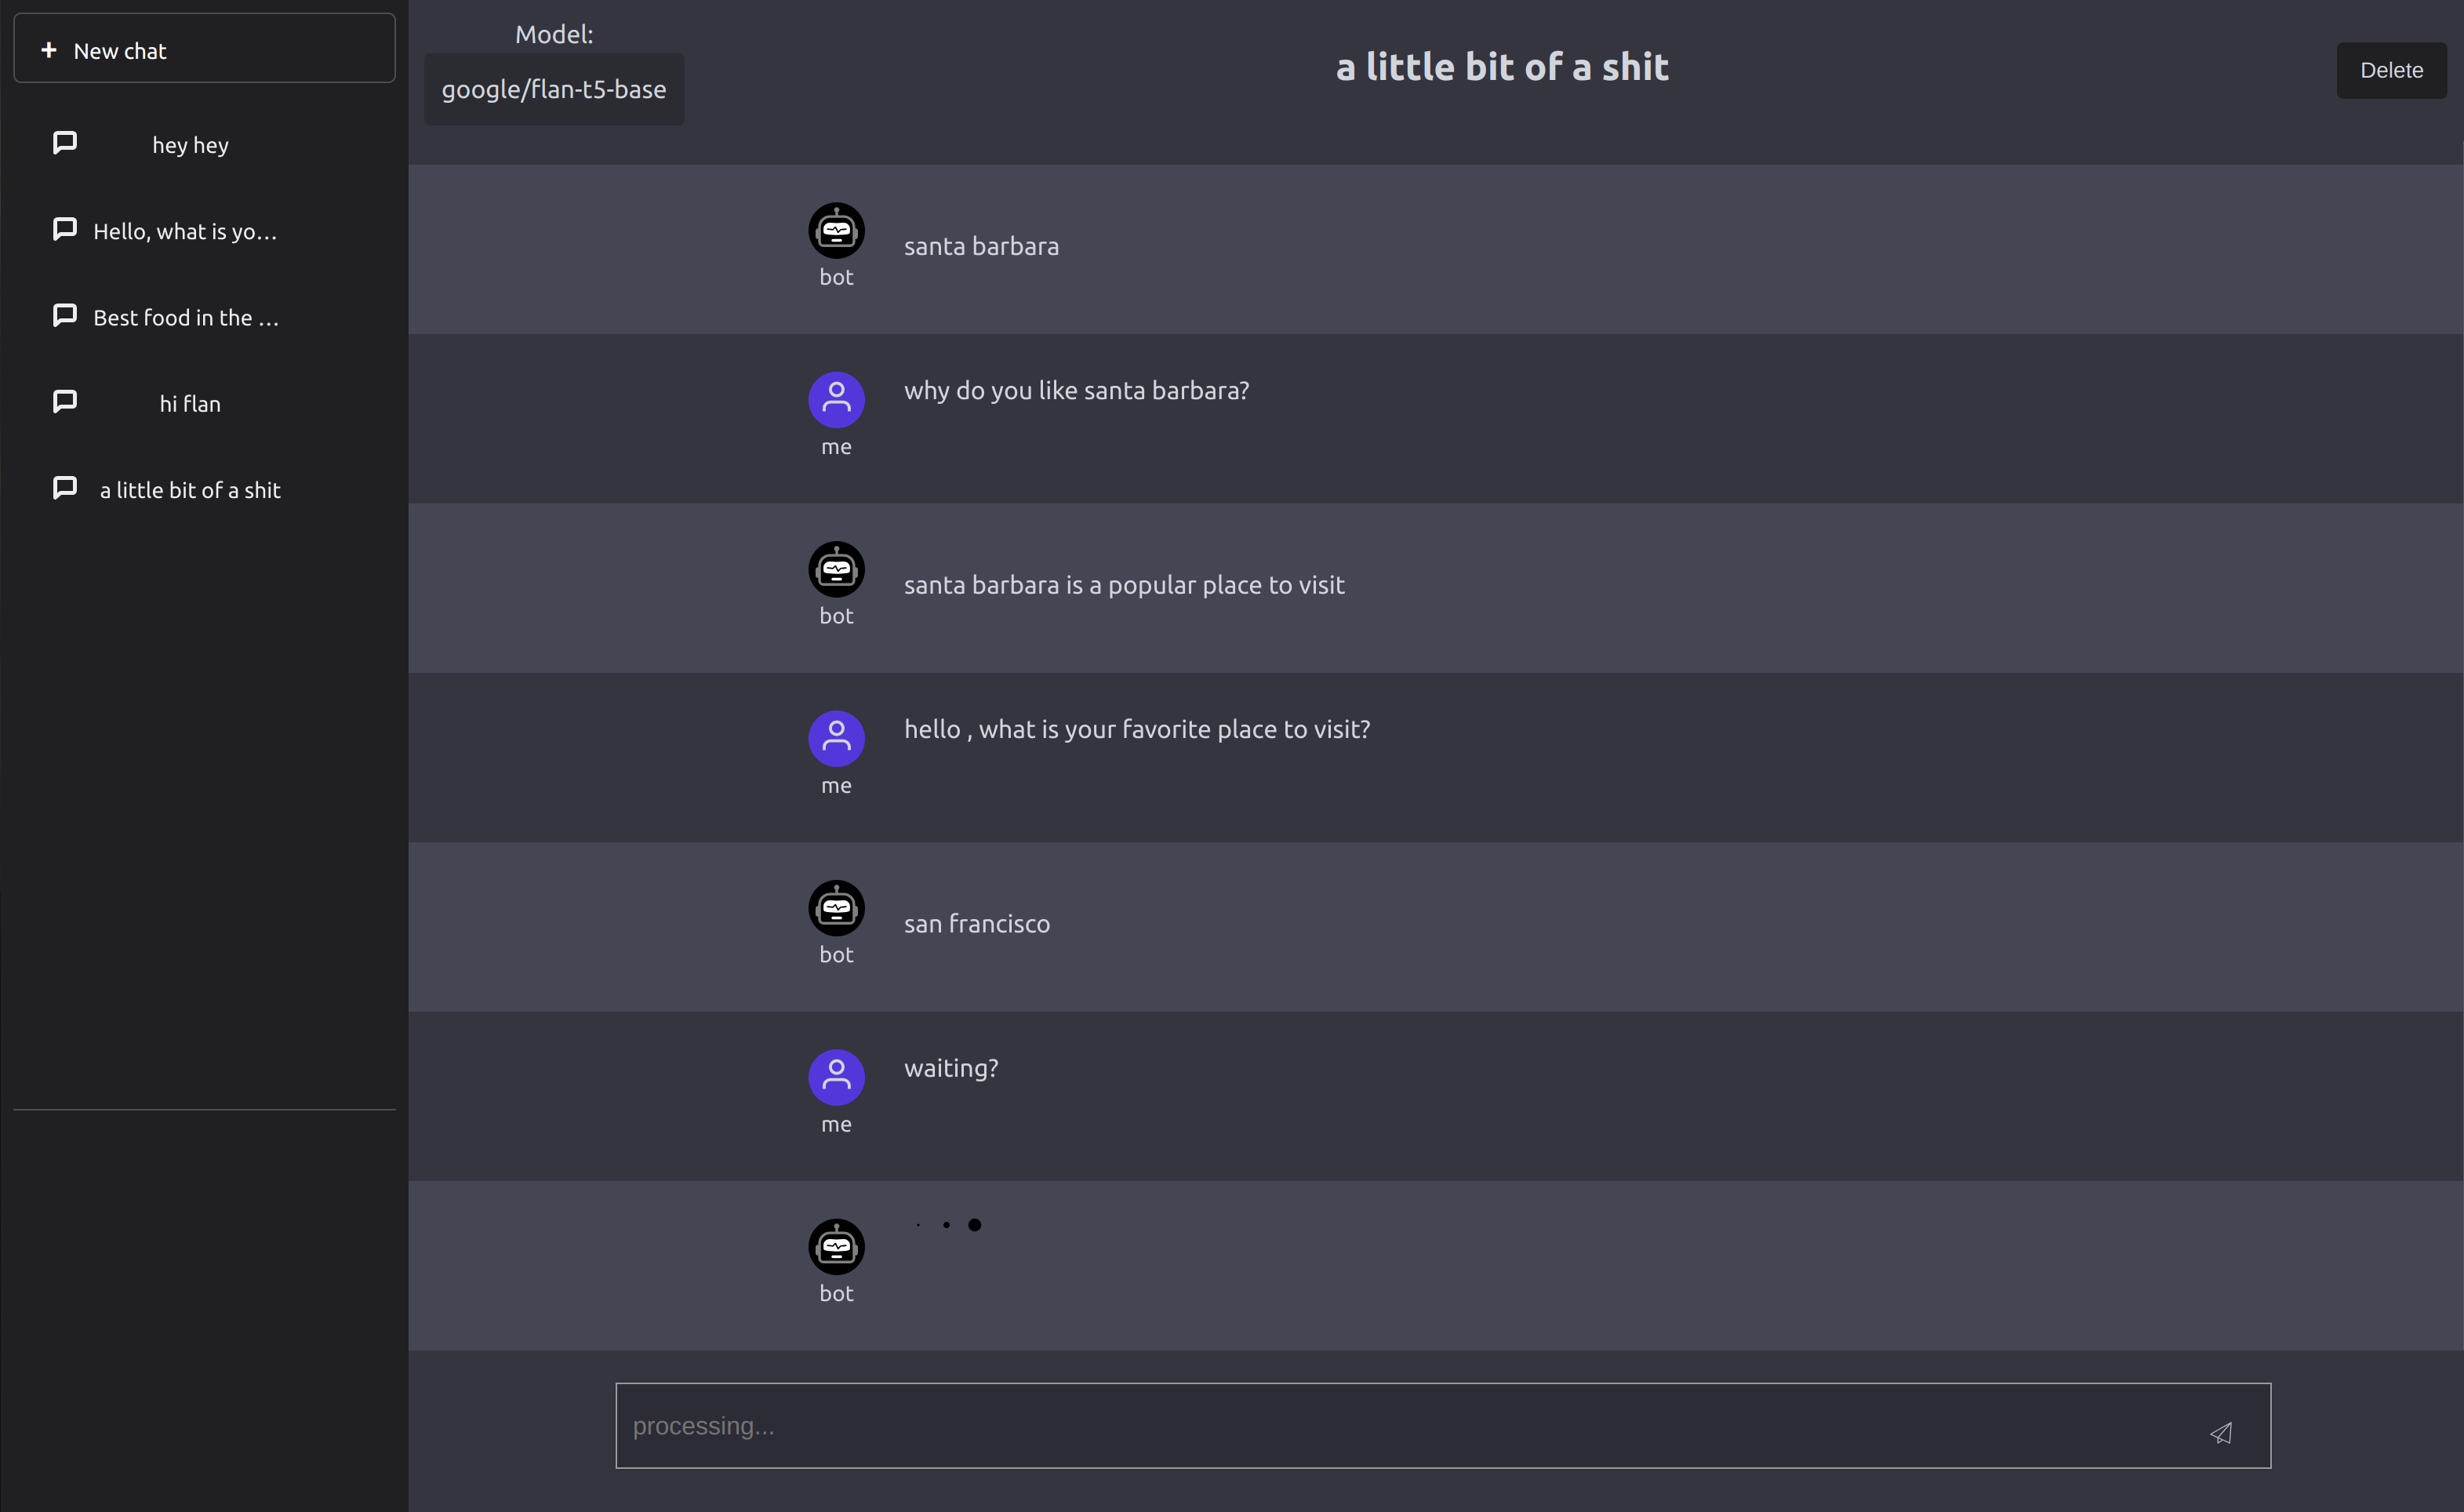 New chat
hey hey
Hello, what is yo...
Best food in the ...
hi flan
a little bit of a shit
Model:
google/flan-t5-base
a little bit of a shit
Delete
santa barbara
bot
why do you like santa barbara?
me
santa barbara is a popular place to visit
bot
hello , what is your favorite place to visit?
me
san francisco
bot
waiting?
me
bot
processing...